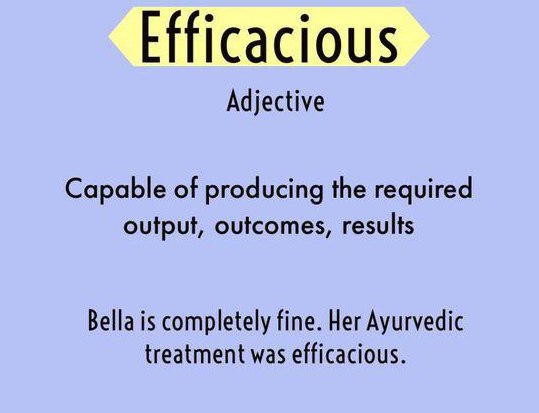 Efficacious
Adjective
Capable of producing the required
output, outcomes, results
Bella is completely fine. Her Ayurvedic
treatment was efficacious.